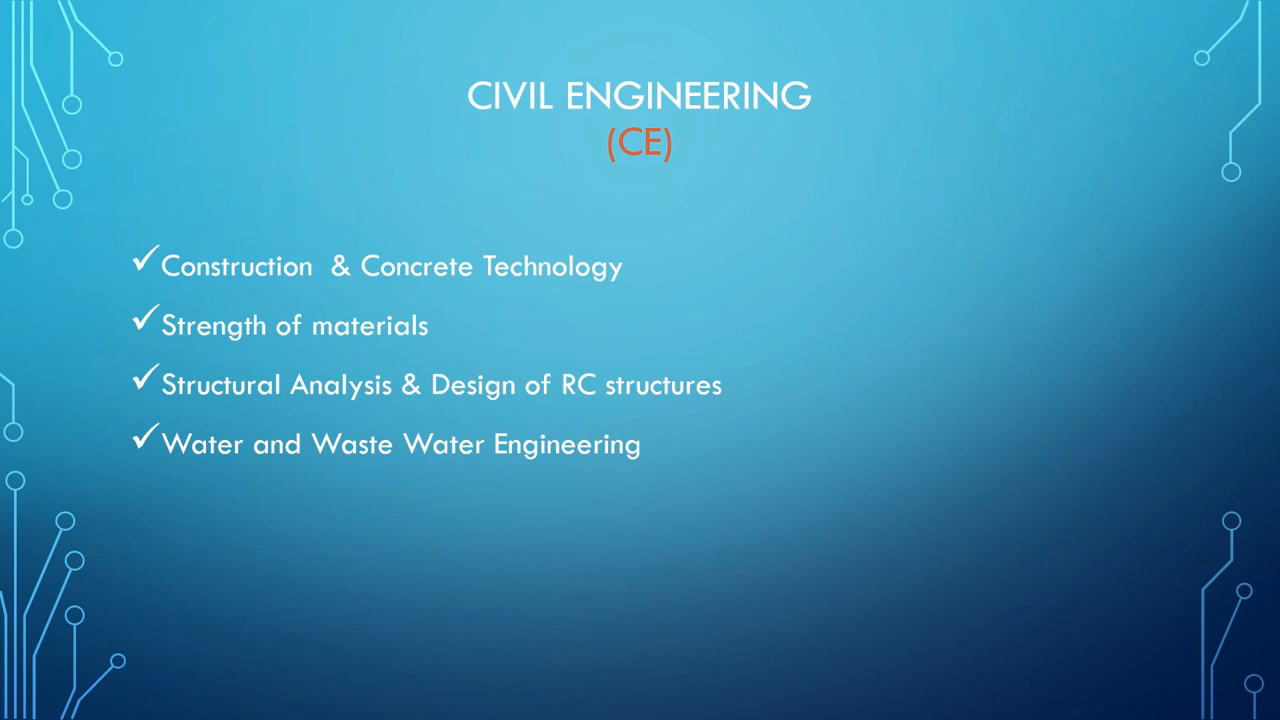 CIVIL ENGINEERING
(CE)
✓Construction  & Concrete Technology
✓Strength of materials
✓Structural Analysis & Design of RC structures
✓Water and Waste Water Engineering